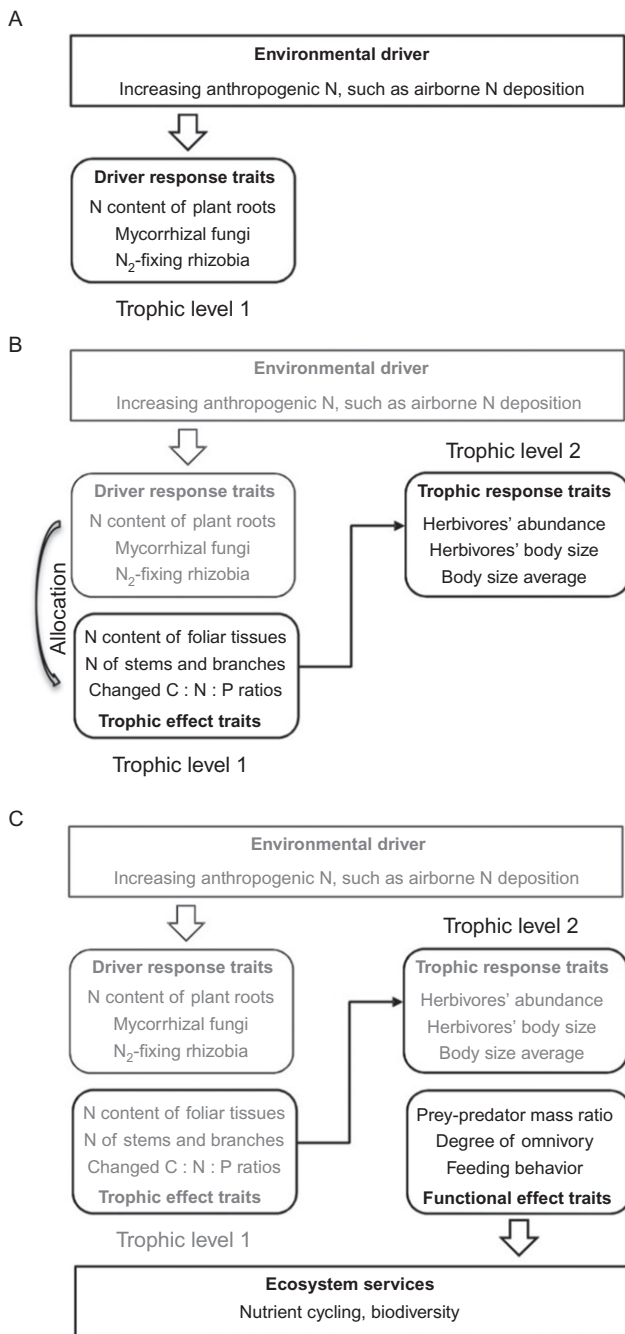 A
Environmental driver
Increasing anthropogenic N, such as airborne N deposition
Driver response traits
N content of plant roots
Mycorrhizal fungi
N₂-fixing rhizobia
Trophic level 1
B
Environmental driver
Increasing anthropogenic N, such as airborne N deposition
Driver response traits
N content of plant roots
Mycorrhizal fungi
N₂-fixing rhizobia
Allocation
N content of foliar tissues
N of stems and branches
Changed C : N : P ratios
Trophic effect traits
Trophic level 1
Trophic level 2
Trophic response traits
Herbivores' abundance
Herbivores' body size
Body size average
C
Environmental driver
Increasing anthropogenic N, such as airborne N deposition
Driver response traits
N content of plant roots
Mycorrhizal fungi
N₂-fixing rhizobia
N content of foliar tissues
N of stems and branches
Changed C : N : P ratios
Trophic effect traits
Trophic level 1
Trophic level 2
Trophic response traits
Herbivores' abundance
Herbivores' body size
Body size average
Prey-predator mass ratio
Degree of omnivory
Feeding behavior
Functional effect traits
Ecosystem services
Nutrient cycling, biodiversity